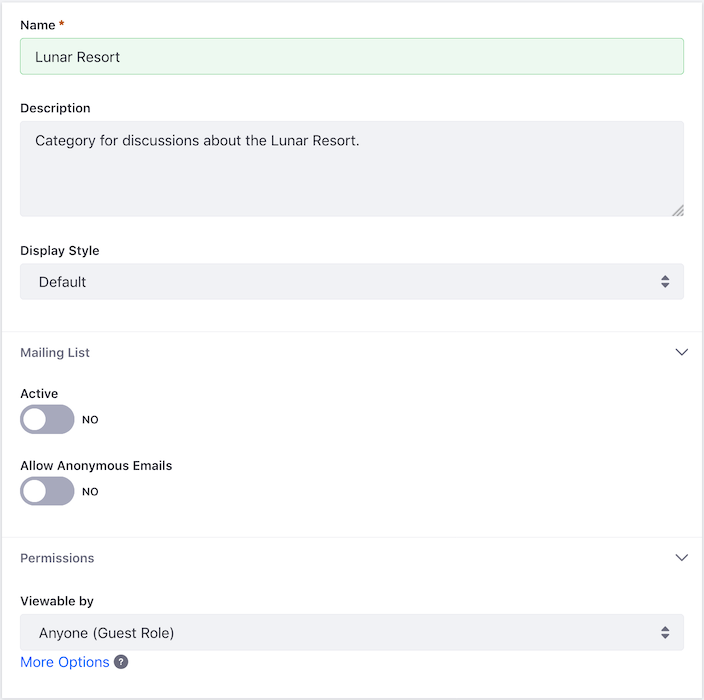 Name *
Lunar Resort
Description
Category for discussions about the Lunar Resort.
Display Style
Default
Mailing List
Active
NO
Allow Anonymous Emails
NO
Permissions
Viewable by
Anyone (Guest Role)
More Options ?